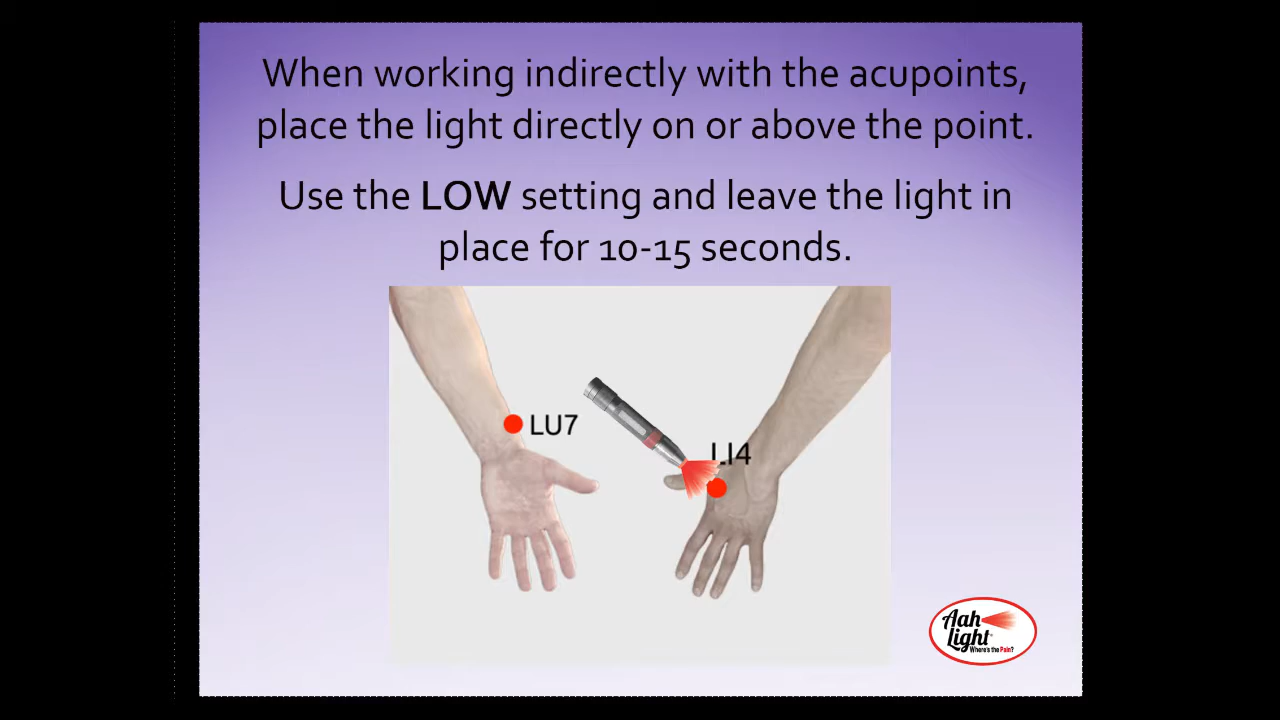 When working indirectly with the acupoints,
place the light directly on or above the point.
Use the LOW setting and leave the light in
place for 10-15 seconds.
LU7
LI4
Aah
Light
Where's the Pain?